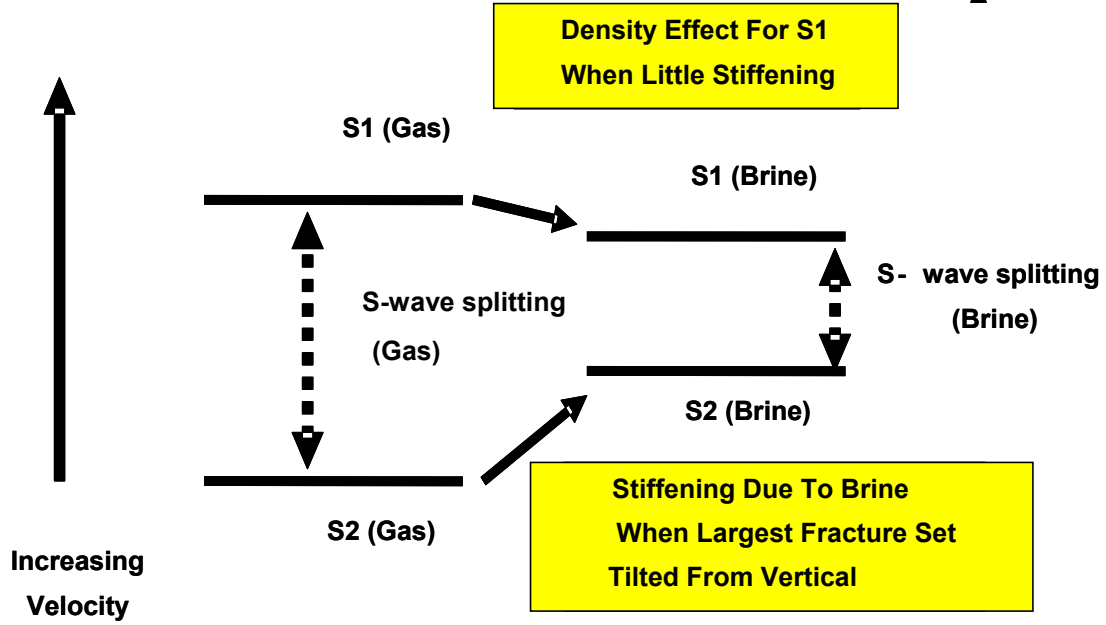 Density Effect For S1
When Little Stiffening
S1 (Gas)
S1 (Brine)
S-wave splitting
(Gas)
S- wave splitting
(Brine)
S2 (Brine)
S2 (Gas)
Stiffening Due To Brine
When Largest Fracture Set
Tilted From Vertical
Increasing
Velocity